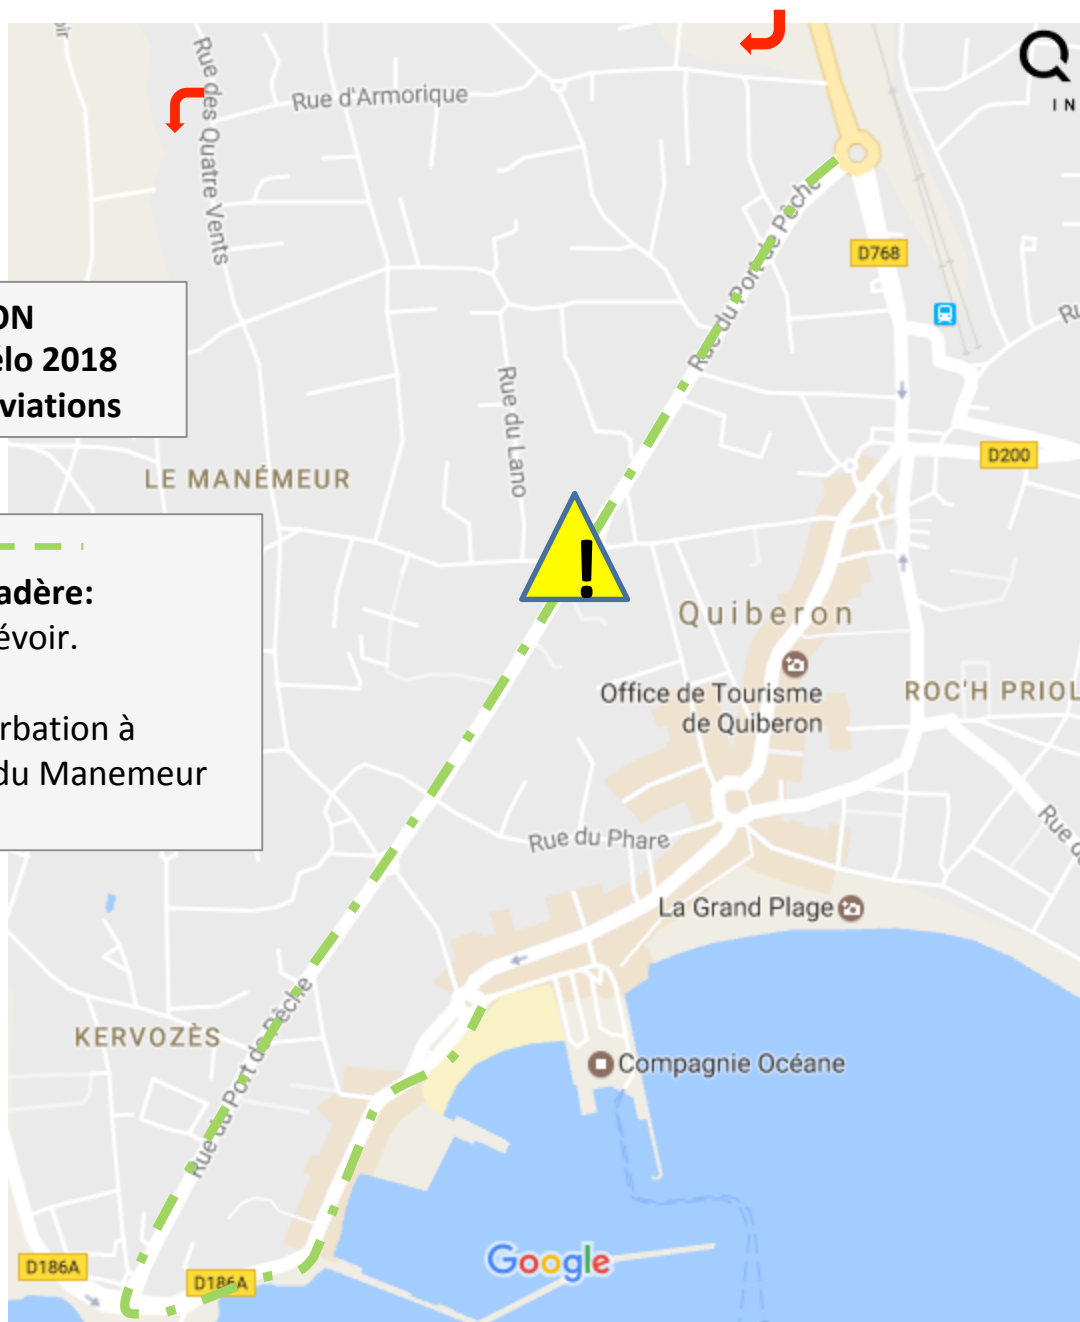 Q
IN
Rue des Quatre Vents
Rue d'Armorique
Rue du Port de Pêche
D768
ON
élo 2018
viations
Rue du Lano
D200
LE MANÉMEUR
adère:
évoir.
rbation à
du Manemeur
!
Quiberon
Office de Tourisme
de Quiberon
ROC'H PRIOL
Rue du Phare
La Grand Plage
KERVOZÈS
Rue du Port de Pêche
Compagnie Océane
Google
D186A
D186A